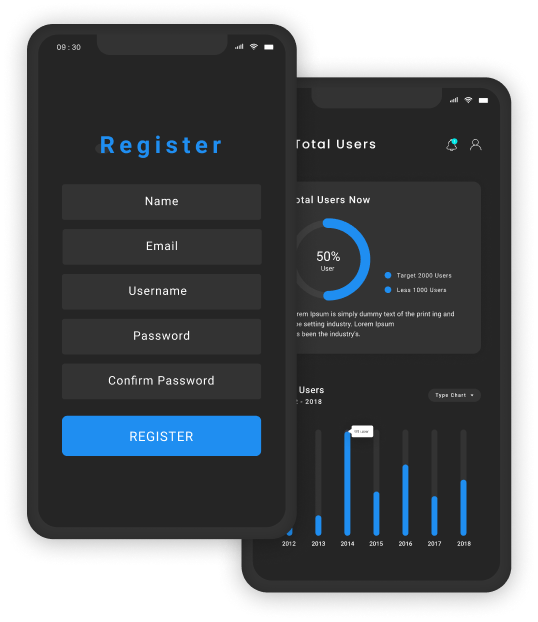 09:30
Register
Name
Email
Username
Password
Confirm Password
REGISTER
Total Users
otal Users Now
50%
User
Target 2000 Users
Less 1000 Users
rem Ipsum is simply dummy text of the print ing and
e setting industry. Lorem Ipsum
s been the industry's.
Users
- 2018
Type Chart
2012 2013 2014 2015 2016 2017 2018